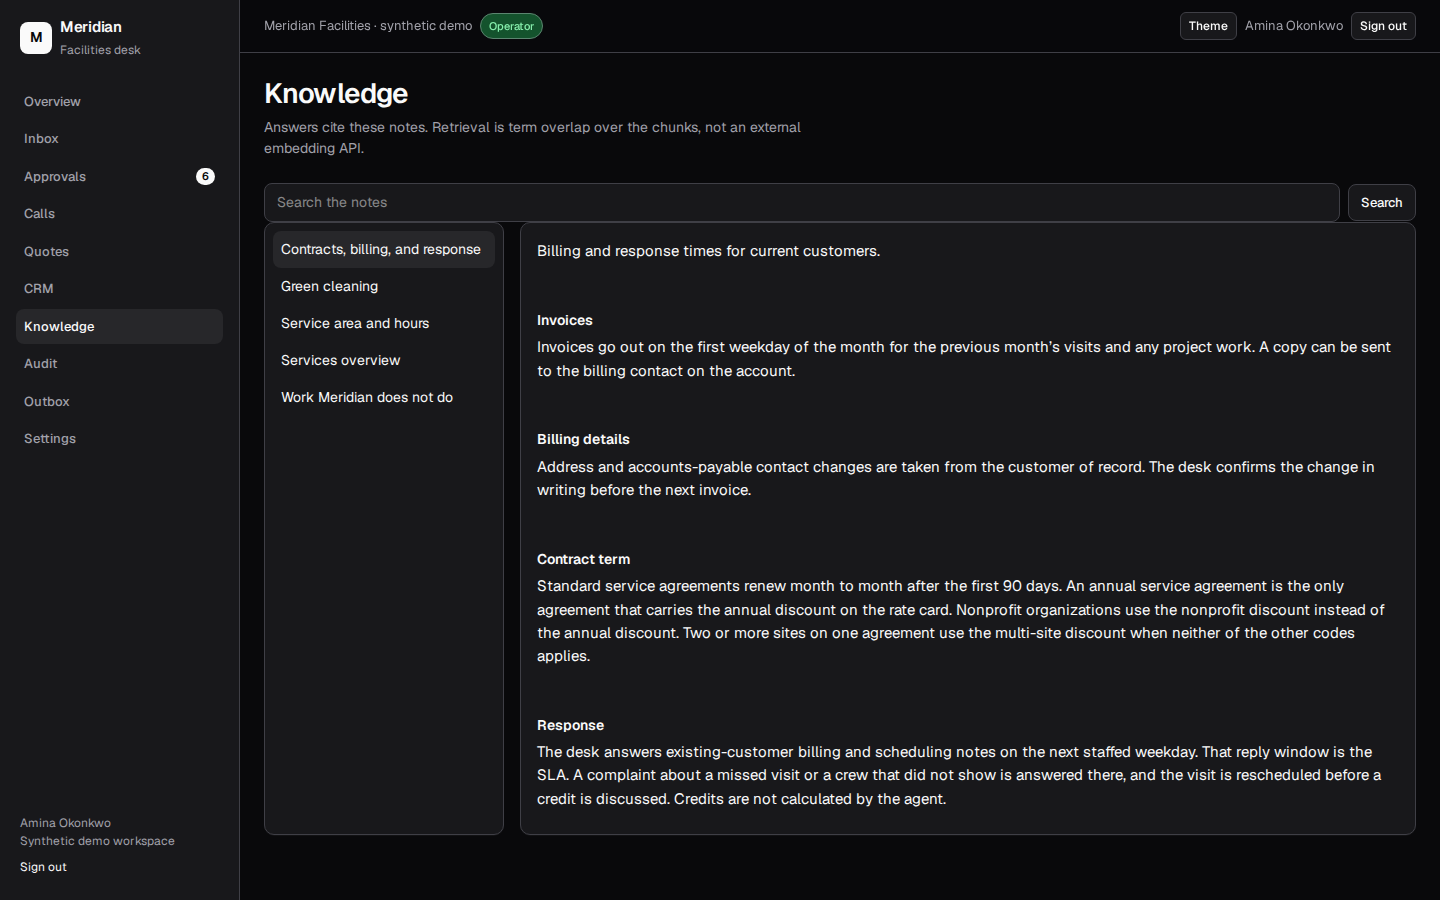 M
Meridian
Facilities desk
Overview
Inbox
Approvals
6
Calls
Quotes
CRM
Knowledge
Audit
Outbox
Settings
Amina Okonkwo
Synthetic demo workspace
Sign out
Meridian Facilities · synthetic demo
Operator
Theme
Amina Okonkwo
Sign out
Knowledge
Answers cite these notes. Retrieval is term overlap over the chunks, not an external
embedding API.
Search the notes
Search
Contracts, billing, and response
Green cleaning
Service area and hours
Services overview
Work Meridian does not do
Billing and response times for current customers.
Invoices
Invoices go out on the first weekday of the month for the previous month’s visits and any project work. A copy can be sent
to the billing contact on the account.
Billing details
Address and accounts-payable contact changes are taken from the customer of record. The desk confirms the change in
writing before the next invoice.
Contract term
Standard service agreements renew month to month after the first 90 days. An annual service agreement is the only
agreement that carries the annual discount on the rate card. Nonprofit organizations use the nonprofit discount instead of
the annual discount. Two or more sites on one agreement use the multi-site discount when neither of the other codes
applies.
Response
The desk answers existing-customer billing and scheduling notes on the next staffed weekday. That reply window is the
SLA. A complaint about a missed visit or a crew that did not show is answered there, and the visit is rescheduled before a
credit is discussed. Credits are not calculated by the agent.